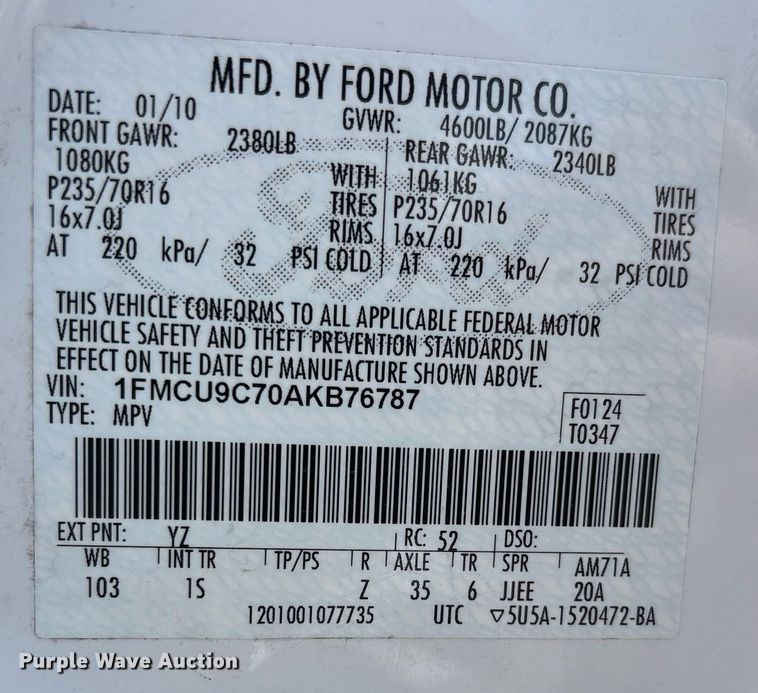 MFD. BY FORD MOTOR CO.
DATE: 01/10 GVWR: 4600LB/ 2087KG
FRONT GAWR: 2380LB REAR GAWR: 2340LB
1080KG WITH 1061KG WITH
P235/70R16 TIRES P235/70R16 TIRES
16x7.0J RIMS 16x7.0J RIMS
AT 220 kPa/ 32 PSI COLD AT 220 kPa/ 32 PSI COLD
Ford
THIS VEHICLE CONFORMS TO ALL APPLICABLE FEDERAL MOTOR
VEHICLE SAFETY AND THEFT PREVENTION STANDARDS IN
EFFECT ON THE DATE OF MANUFACTURE SHOWN ABOVE.
VIN: 1FMCU9C70AKB76787 F0124
TYPE: MPV T0347
EXT PNT: YZ RC: 52 DSO:
WB INT TR TP/PS R AXLE TR SPR AM71A
103 1S Z 35 6 JJEE 20A
1201001077735 UTC ▽5U5A-1520472-BA
Purple Wave Auction